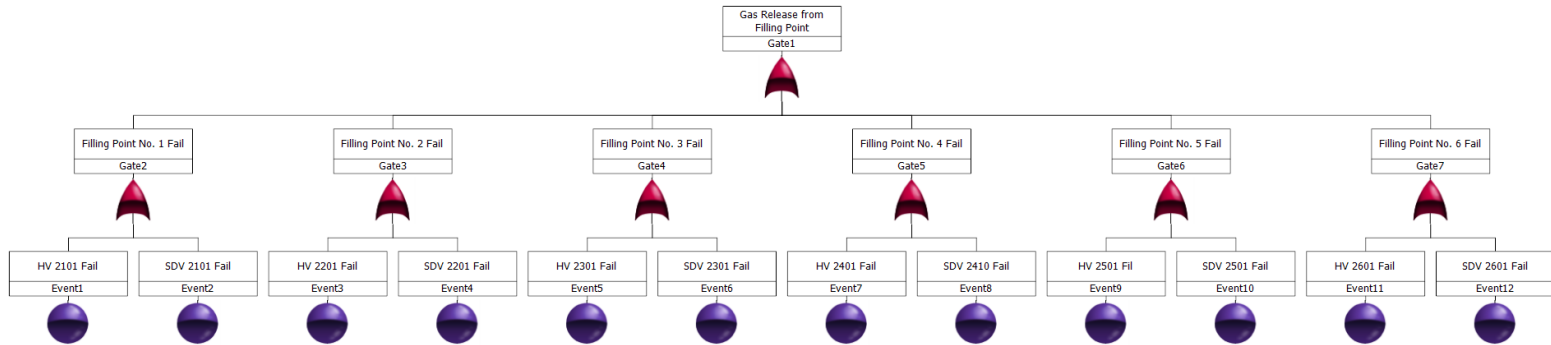 Gas Release from
Filling Point
Gate1
Filling Point No. 1 Fail
Gate2
Filling Point No. 2 Fail
Gate3
Filling Point No. 3 Fail
Gate4
Filling Point No. 4 Fail
Gate5
Filling Point No. 5 Fail
Gate6
Filling Point No. 6 Fail
Gate7
HV 2101 Fail
Event1
SDV 2101 Fail
Event2
HV 2201 Fail
Event3
SDV 2201 Fail
Event4
HV 2301 Fail
Event5
SDV 2301 Fail
Event6
HV 2401 Fail
Event7
SDV 2410 Fail
Event8
HV 2501 Fil
Event9
SDV 2501 Fail
Event10
HV 2601 Fail
Event11
SDV 2601 Fail
Event12